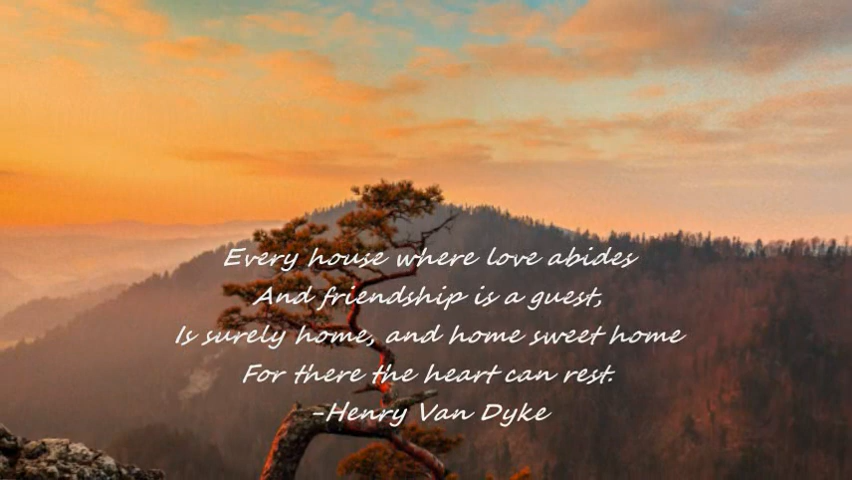 Every house where love abides
And friendship is a guest,
Is surely home, and home sweet home
For there the heart can rest.
-Henry Van Dyke